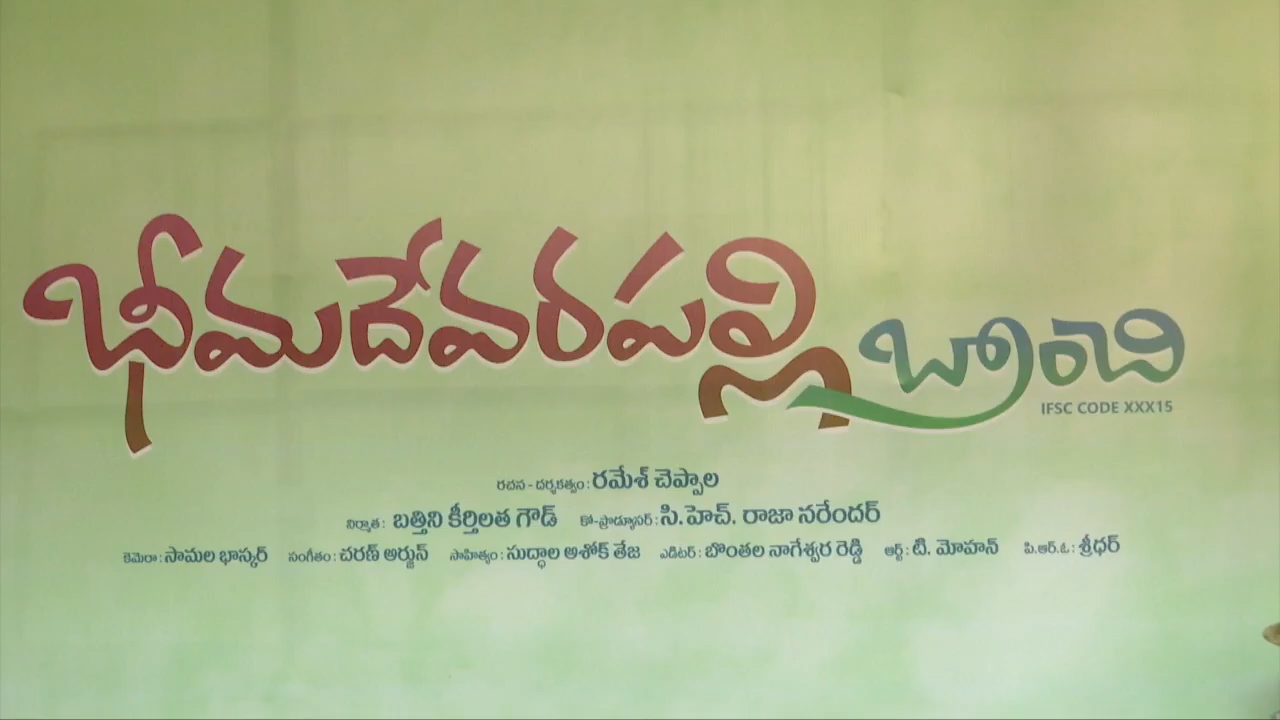 భీమదేవరపల్లి బ్రాంచి
IFSC CODE XXX15
రచన - దర్శకత్వం : రమేశ్ చెప్పాల
నిర్మాత : బత్తిని కీర్తిలత గౌడ్ కో-ప్రొడ్యూసర్ : సి.హెచ్. రాజా నరేందర్
కెమెరా : సామల భాస్కర్ సంగీతం : చరణ్ అర్జున్ సాహిత్యం : సుద్ధాల అశోక్ తేజ ఎడిటర్ : బొంతల నాగేశ్వర రెడ్డి ఆర్ట్ : టి. మోహన్ పి.ఆర్.ఓ : శ్రీధర్